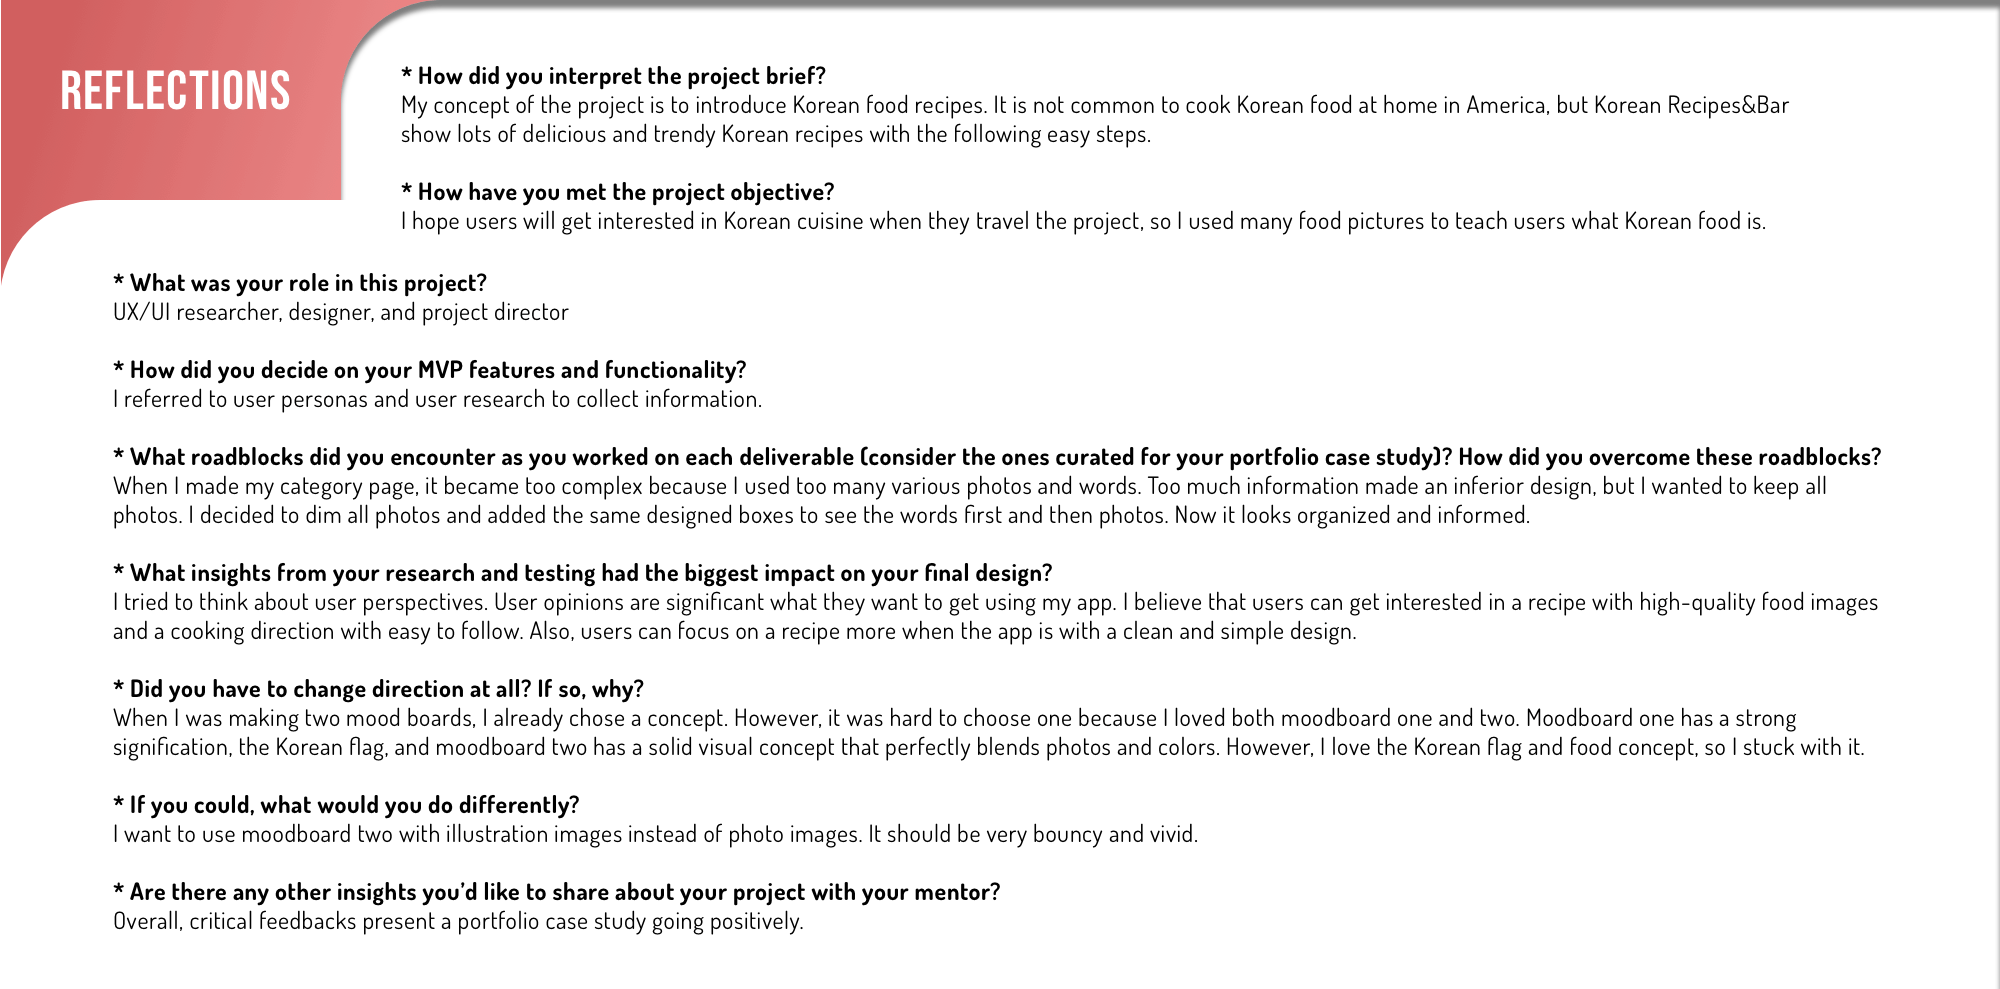 REFLECTIONS
* How did you interpret the project brief?
My concept of the project is to introduce Korean food recipes. It is not common to cook Korean food at home in America, but Korean Recipes&Bar
show lots of delicious and trendy Korean recipes with the following easy steps.
* How have you met the project objective?
I hope users will get interested in Korean cuisine when they travel the project, so I used many food pictures to teach users what Korean food is.
* What was your role in this project?
UX/UI researcher, designer, and project director
* How did you decide on your MVP features and functionality?
I referred to user personas and user research to collect information.
* What roadblocks did you encounter as you worked on each deliverable (consider the ones curated for your portfolio case study)? How did you overcome these roadblocks?
When I made my category page, it became too complex because I used too many various photos and words. Too much information made an inferior design, but I wanted to keep all
photos. I decided to dim all photos and added the same designed boxes to see the words first and then photos. Now it looks organized and informed.
* What insights from your research and testing had the biggest impact on your final design?
I tried to think about user perspectives. User opinions are significant what they want to get using my app. I believe that users can get interested in a recipe with high-quality food images
and a cooking direction with easy to follow. Also, users can focus on a recipe more when the app is with a clean and simple design.
* Did you have to change direction at all? If so, why?
When I was making two mood boards, I already chose a concept. However, it was hard to choose one because I loved both moodboard one and two. Moodboard one has a strong
signification, the Korean flag, and moodboard two has a solid visual concept that perfectly blends photos and colors. However, I love the Korean flag and food concept, so I stuck with it.
* If you could, what would you do differently?
I want to use moodboard two with illustration images instead of photo images. It should be very bouncy and vivid.
* Are there any other insights you'd like to share about your project with your mentor?
Overall, critical feedbacks present a portfolio case study going positively.